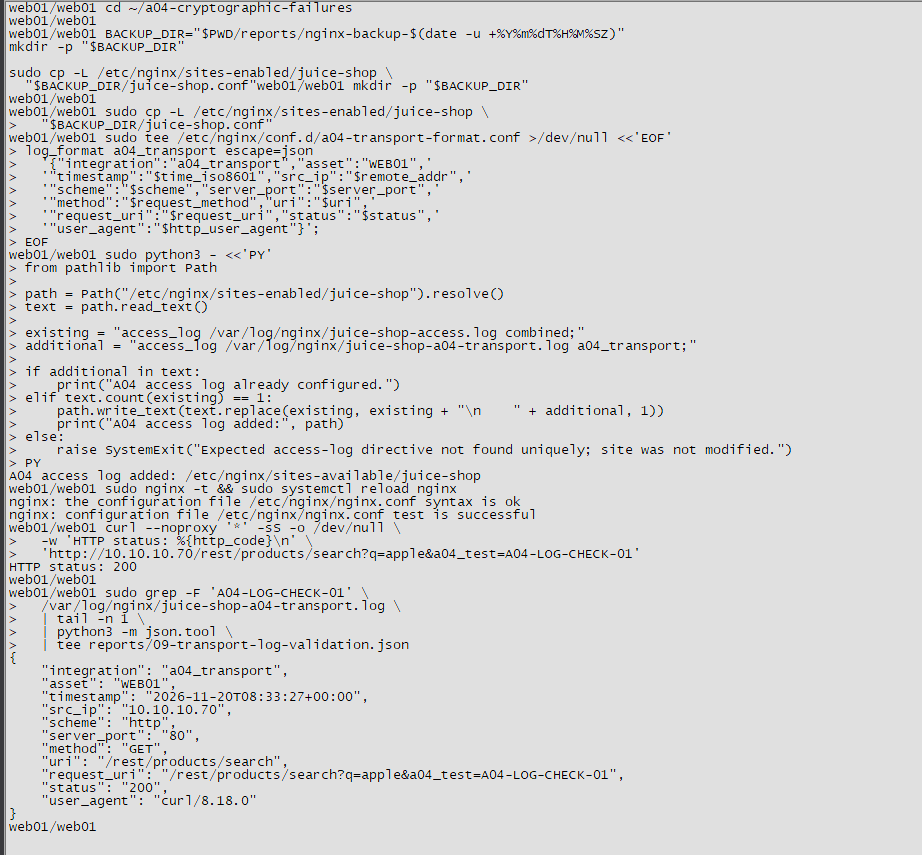 web01/web01 cd ~/a04-cryptographic-failures
web01/web01
web01/web01 BACKUP_DIR="$PWD/reports/nginx-backup-$(date -u +%Y%m%dT%H%M%SZ)"
mkdir -p "$BACKUP_DIR"

sudo cp -L /etc/nginx/sites-enabled/juice-shop \
  "$BACKUP_DIR/juice-shop.conf"web01/web01 mkdir -p "$BACKUP_DIR"
web01/web01
web01/web01 sudo cp -L /etc/nginx/sites-enabled/juice-shop \
>   "$BACKUP_DIR/juice-shop.conf"
web01/web01 sudo tee /etc/nginx/conf.d/a04-transport-format.conf >/dev/null <<'EOF'
> log_format a04_transport escape=json
>   '{"integration":"a04_transport","asset":"WEB01",'
>   '"timestamp":"$time_iso8601","src_ip":"$remote_addr",'
>   '"scheme":"$scheme","server_port":"$server_port",'
>   '"method":"$request_method","uri":"$uri",'
>   '"request_uri":"$request_uri","status":"$status",'
>   '"user_agent":"$http_user_agent"}';
> EOF
web01/web01 sudo python3 - <<'PY'
> from pathlib import Path
>
> path = Path("/etc/nginx/sites-enabled/juice-shop").resolve()
> text = path.read_text()
>
> existing = "access_log /var/log/nginx/juice-shop-access.log combined;"
> additional = "access_log /var/log/nginx/juice-shop-a04-transport.log a04_transport;"
>
> if additional in text:
>     print("A04 access log already configured.")
> elif text.count(existing) == 1:
>     path.write_text(text.replace(existing, existing + "\n    " + additional, 1))
>     print("A04 access log added:", path)
> else:
>     raise SystemExit("Expected access-log directive not found uniquely; site was not modified.")
> PY
A04 access log added: /etc/nginx/sites-available/juice-shop
web01/web01 sudo nginx -t && sudo systemctl reload nginx
nginx: the configuration file /etc/nginx/nginx.conf syntax is ok
nginx: configuration file /etc/nginx/nginx.conf test is successful
web01/web01 curl --noproxy '*' -sS -o /dev/null \
>   -w 'HTTP status: %{http_code}\n' \
>   'http://10.10.10.70/rest/products/search?q=apple&a04_test=A04-LOG-CHECK-01'
HTTP status: 200
web01/web01
web01/web01 sudo grep -F 'A04-LOG-CHECK-01' \
>   /var/log/nginx/juice-shop-a04-transport.log \
>   | tail -n 1 \
>   | python3 -m json.tool \
>   | tee reports/09-transport-log-validation.json
{
    "integration": "a04_transport",
    "asset": "WEB01",
    "timestamp": "2026-11-20T08:33:27+00:00",
    "src_ip": "10.10.10.70",
    "scheme": "http",
    "server_port": "80",
    "method": "GET",
    "uri": "/rest/products/search",
    "request_uri": "/rest/products/search?q=apple&a04_test=A04-LOG-CHECK-01",
    "status": "200",
    "user_agent": "curl/8.18.0"
}
web01/web01